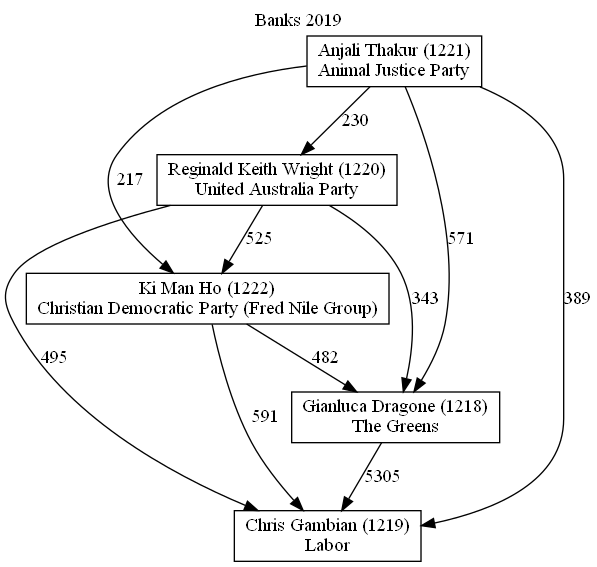 Banks 2019
Anjali Thakur (1221)
Animal Justice Party
230
Reginald Keith Wright (1220)
United Australia Party
217
525
571
343
389
Ki Man Ho (1222)
Christian Democratic Party (Fred Nile Group)
495
482
591
Gianluca Dragone (1218)
The Greens
5305
Chris Gambian (1219)
Labor